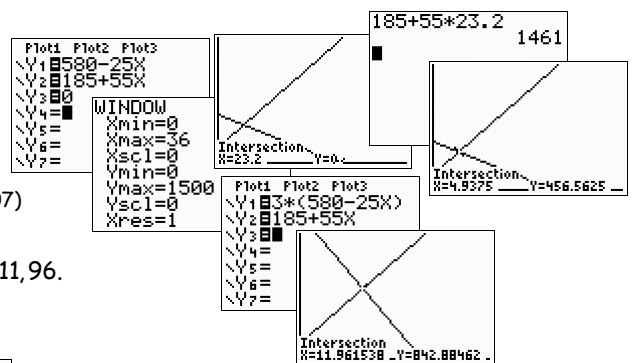 Plot1 Plot2 Plot3
\Y1=580-25X
\Y2=185+55X
\Y3=0
\Y4=
\Y5=
\Y6=
\Y7=
WINDOW
Xmin=0
Xmax=36
Xscl=0
Ymin=0
Ymax=1500
Yscl=0
Xres=1
Intersection
X=23.2 Y=0
185+55*23.2
1461
Intersection
X=4.9375 Y=456.5625
7)
11,96.
Plot1 Plot2 Plot3
\Y1=3*(580-25X)
\Y2=185+55X
\Y3=
\Y4=
\Y5=
\Y6=
\Y7=
Intersection
X=11.961538 Y=842.88462